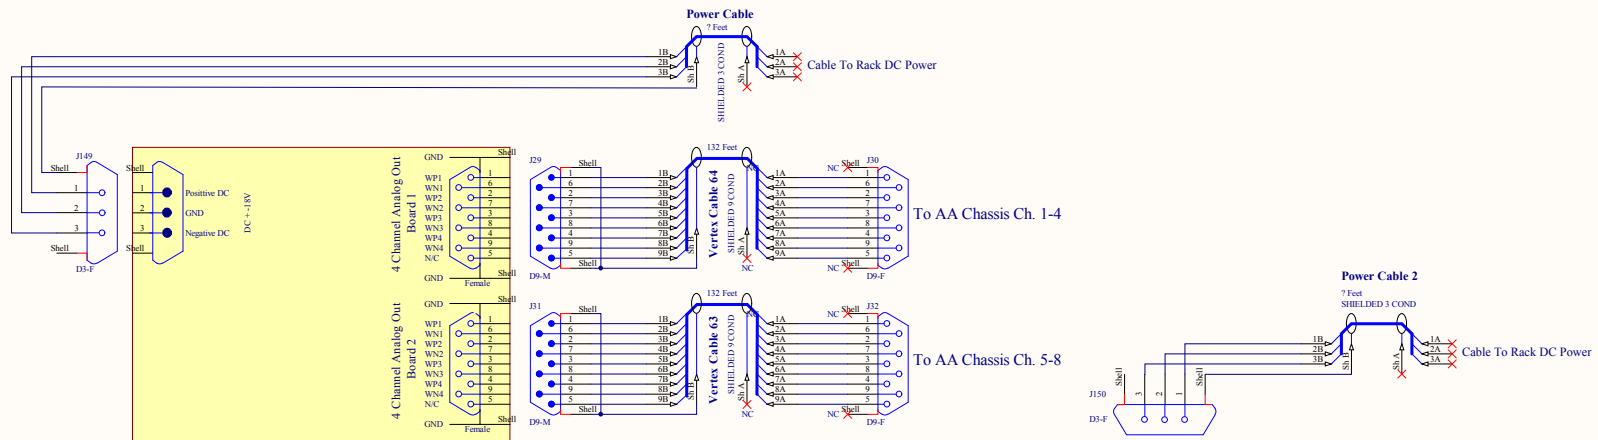 Power Cable
? Feet
1B
2B
3B
Sh B
SHIELDED 3 COND
Sh A
1A
2A
3A
Cable To Rack DC Power
J149
Shell
1
2
3
Shell
D3-F
Shell
1
2
3
Shell
Positive DC
GND
Negative DC
DC +-18V
4 Channel Analog Out
Board 1
GND
Shell
WP1 1
WN1 6
WP2 2
WN2 7
WP3 3
WN3 8
WP4 4
WN4 9
N/C 5
GND
Shell
Female
J29
Shell
1
6
2
7
3
8
4
9
5
Shell
D9-M
132 Feet
1B
2B
3B
4B
5B
6B
7B
8B
9B
Sh B
Vertex Cable 64
SHIELDED 9 COND
NC
Sh A
NC
1A
2A
3A
4A
5A
6A
7A
8A
9A
NC
Shell
J30
1
6
2
7
3
8
4
9
5
NC
Shell
D9-F
To AA Chassis Ch. 1-4
4 Channel Analog Out
Board 2
GND
Shell
WP1 1
WN1 6
WP2 2
WN2 7
WP3 3
WN3 8
WP4 4
WN4 9
N/C 5
GND
Shell
Female
J31
Shell
1
6
2
7
3
8
4
9
5
Shell
D9-M
132 Feet
1B
2B
3B
4B
5B
6B
7B
8B
9B
Sh B
Vertex Cable 63
SHIELDED 9 COND
NC
Sh A
NC
1A
2A
3A
4A
5A
6A
7A
8A
9A
NC
Shell
J32
1
6
2
7
3
8
4
9
5
NC
Shell
D9-F
To AA Chassis Ch. 5-8
Power Cable 2
? Feet
SHIELDED 3 COND
1B
2B
3B
Sh B
Sh A
1A
2A
3A
Cable To Rack DC Power
Shell
3
2
1
Shell
J150
D3-F